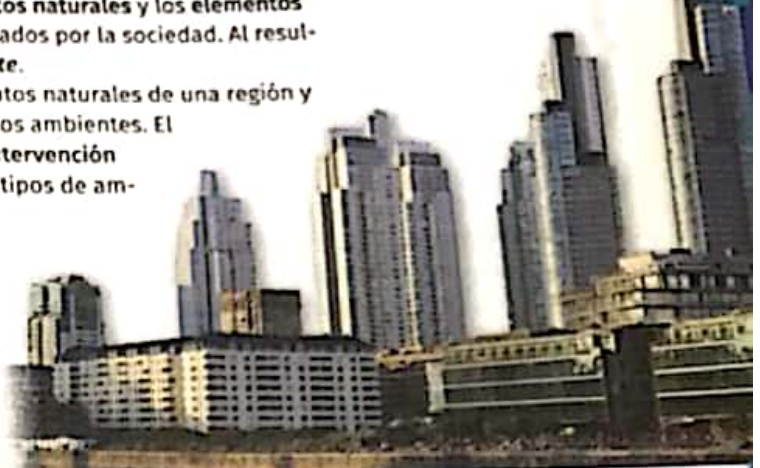 tos naturales y los elementos
ados por la sociedad. Al resul-
te.
tos naturales de una región y
os ambientes. El
tervención
tipos de am-